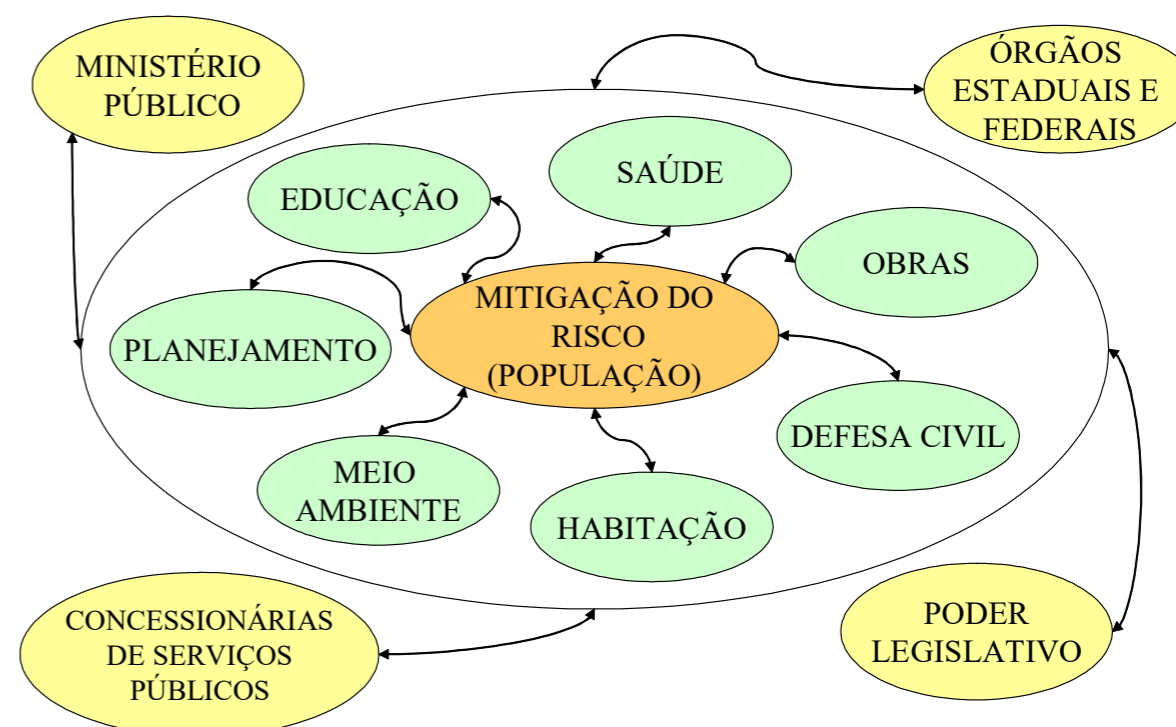 MINISTÉRIO
PÚBLICO
ÓRGÃOS
ESTADUAIS E
FEDERAIS
SAÚDE
EDUCAÇÃO
OBRAS
MITIGAÇÃO DO
RISCO
(POPULAÇÃO)
PLANEJAMENTO
DEFESA CIVIL
MEIO
AMBIENTE
HABITAÇÃO
CONCESSIONÁRIAS
DE SERVIÇOS
PÚBLICOS
PODER
LEGISLATIVO